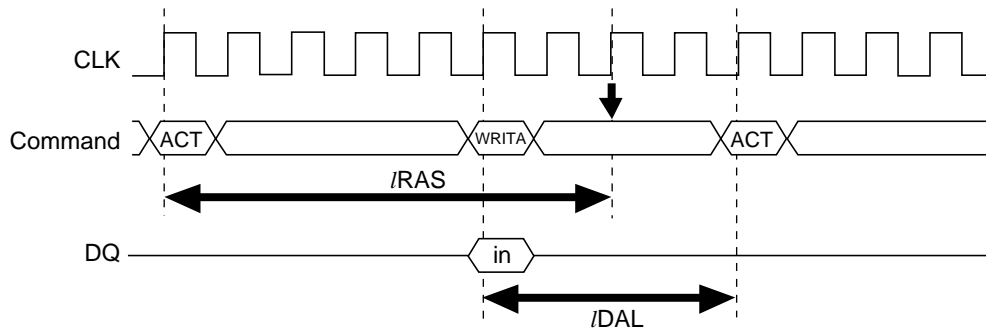 CLK
Command ACT WRITA ACT
lRAS
DQ in
lDAL